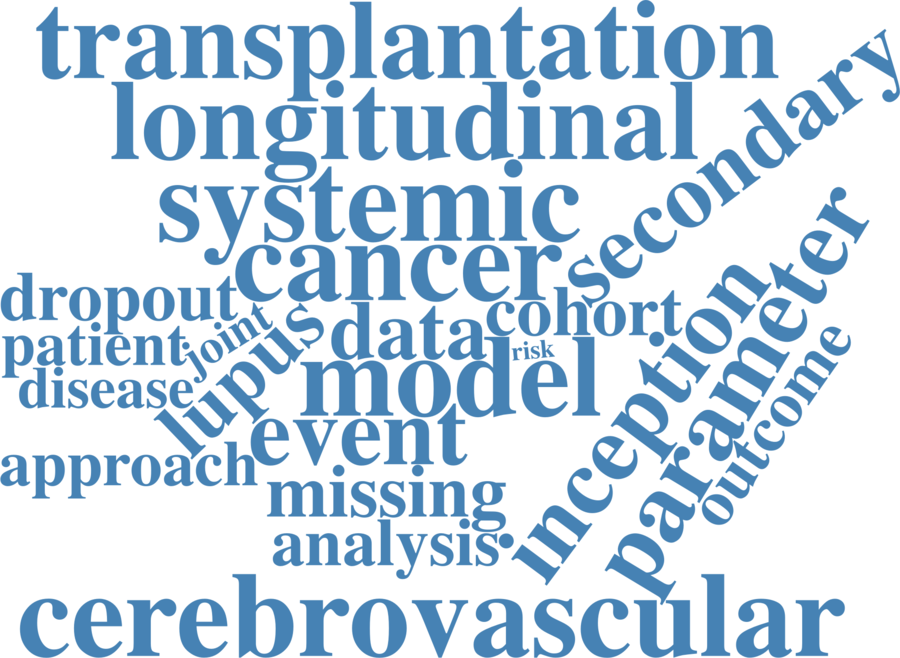 transplantation
longitudinal
secondary
systemic
cancer
dropout
cohort
data
joint
patient
risk
lupus
model
disease
inception
parameter
outcome
event
approach
missing
analysis
cerebrovascular